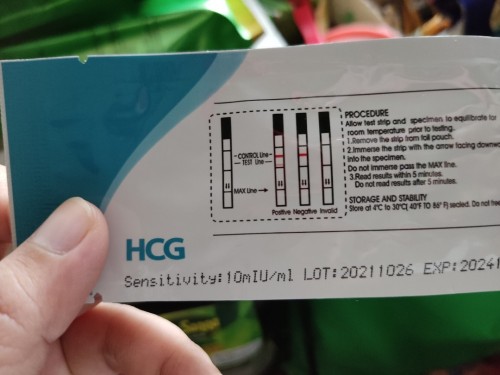 PROCEDURE
Allow test strip and specimen to equilibrate for
room temperature prior to testing.
1.Remove the strip from foil pouch.
2.Immerse the strip with the arrow facing downwa
into the specimen.
Do not immerse pass the MAX line.
3.Read results within 5 minutes.
Do not read results after 5 minutes.
STORAGE AND STABILITY
Store at 4°C to 30°C( 40°F TO 86° F) sealed. Do not free
CONTROL Line
TEST Line
MAX Line
Positive Negative Invalid
HCG
Sensitivity:10mIU/ml LOT:20211026 EXP:20241